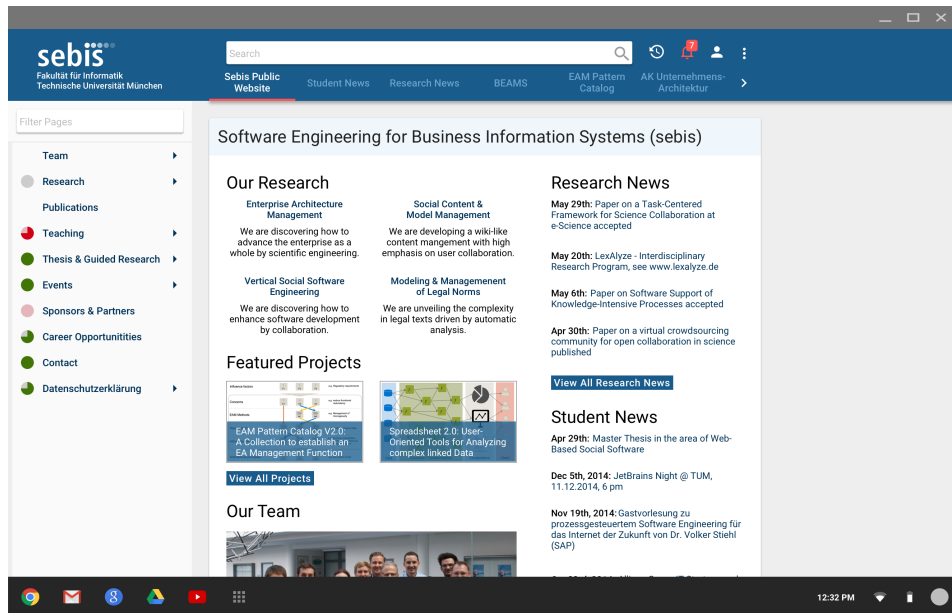 sebis
Fakultät für Informatik
Technische Universität München
Search
7
Sebis Public
Website
Student News
Research News
BEAMS
EAM Pattern
Catalog
AK Unternehmens-
Architektur
Filter Pages
Team
Research
Publications
Teaching
Thesis & Guided Research
Events
Sponsors & Partners
Career Opportunitities
Contact
Datenschutzerklärung
Software Engineering for Business Information Systems (sebis)
Our Research
Enterprise Architecture
Management
We are discovering how to
advance the enterprise as a
whole by scientific engineering.
Social Content &
Model Management
We are developing a wiki-like
content mangement with high
emphasis on user collaboration.
Vertical Social Software
Engineering
We are discovering how to
enhance software development
by collaboration.
Modeling & Managemenent
of Legal Norms
We are unveiling the complexity
in legal texts driven by automatic
analysis.
Featured Projects
Influence factors
Concerns
EAM Methods
EAM Pattern Catalog V2.0:
A Collection to establish an
EA Management Function
Spreadsheet 2.0: User-
Oriented Tools for Analyzing
complex linked Data
View All Projects
Our Team
Research News
May 29th: Paper on a Task-Centered
Framework for Science Collaboration at
e-Science accepted
May 20th: LexAlyze - Interdisciplinary
Research Program, see www.lexalyze.de
May 6th: Paper on Software Support of
Knowledge-Intensive Processes accepted
Apr 30th: Paper on a virtual crowdsourcing
community for open collaboration in science
published
View All Research News
Student News
Apr 29th: Master Thesis in the area of Web-
Based Social Software
Dec 5th, 2014: JetBrains Night @ TUM,
11.12.2014, 6 pm
Nov 19th, 2014: Gastvorlesung zu
prozessgesteuertem Software Engineering für
das Internet der Zukunft von Dr. Volker Stiehl
(SAP)
8
12:32 PM